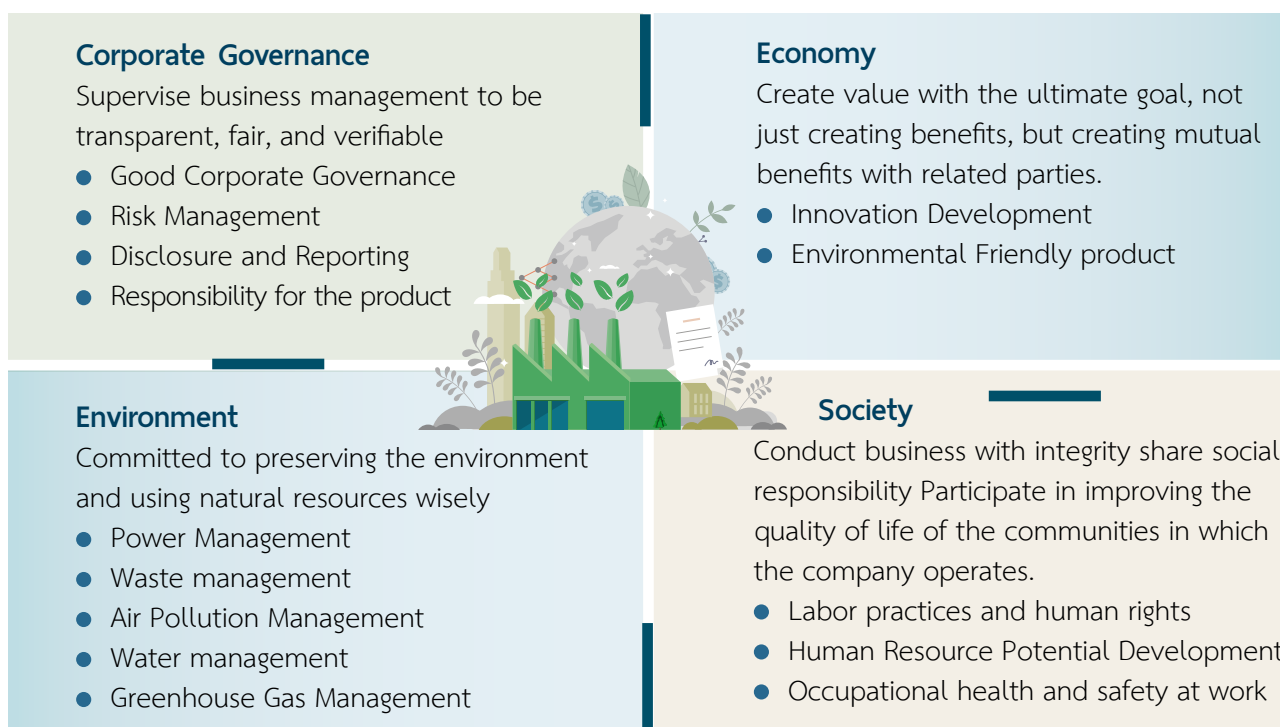 Corporate Governance
Supervise business management to be
transparent, fair, and verifiable
● Good Corporate Governance
● Risk Management
● Disclosure and Reporting
● Responsibility for the product
Economy
Create value with the ultimate goal, not
just creating benefits, but creating mutual
benefits with related parties.
● Innovation Development
● Environmental Friendly product
Environment
Committed to preserving the environment
and using natural resources wisely
● Power Management
● Waste management
● Air Pollution Management
● Water management
● Greenhouse Gas Management
Society
Conduct business with integrity share social
responsibility Participate in improving the
quality of life of the communities in which
the company operates.
● Labor practices and human rights
● Human Resource Potential Development
● Occupational health and safety at work